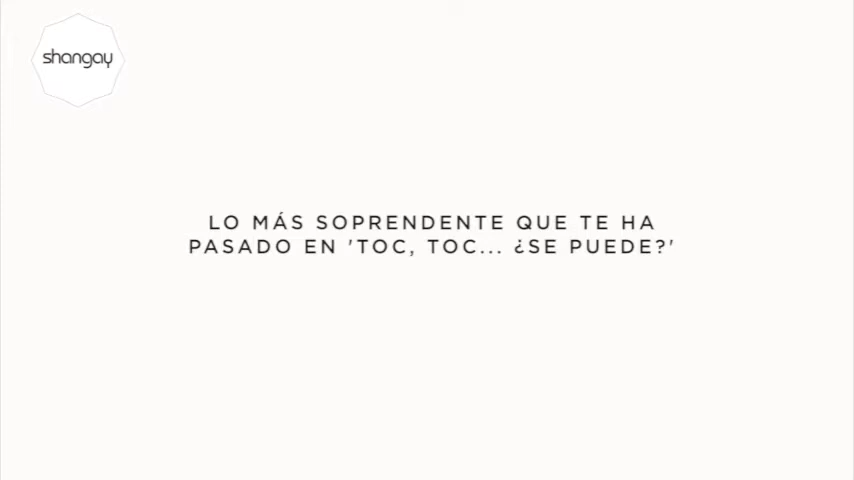 shangay
LO MÁS SOPRENDENTE QUE TE HA
PASADO EN 'TOC, TOC... ¿SE PUEDE?'